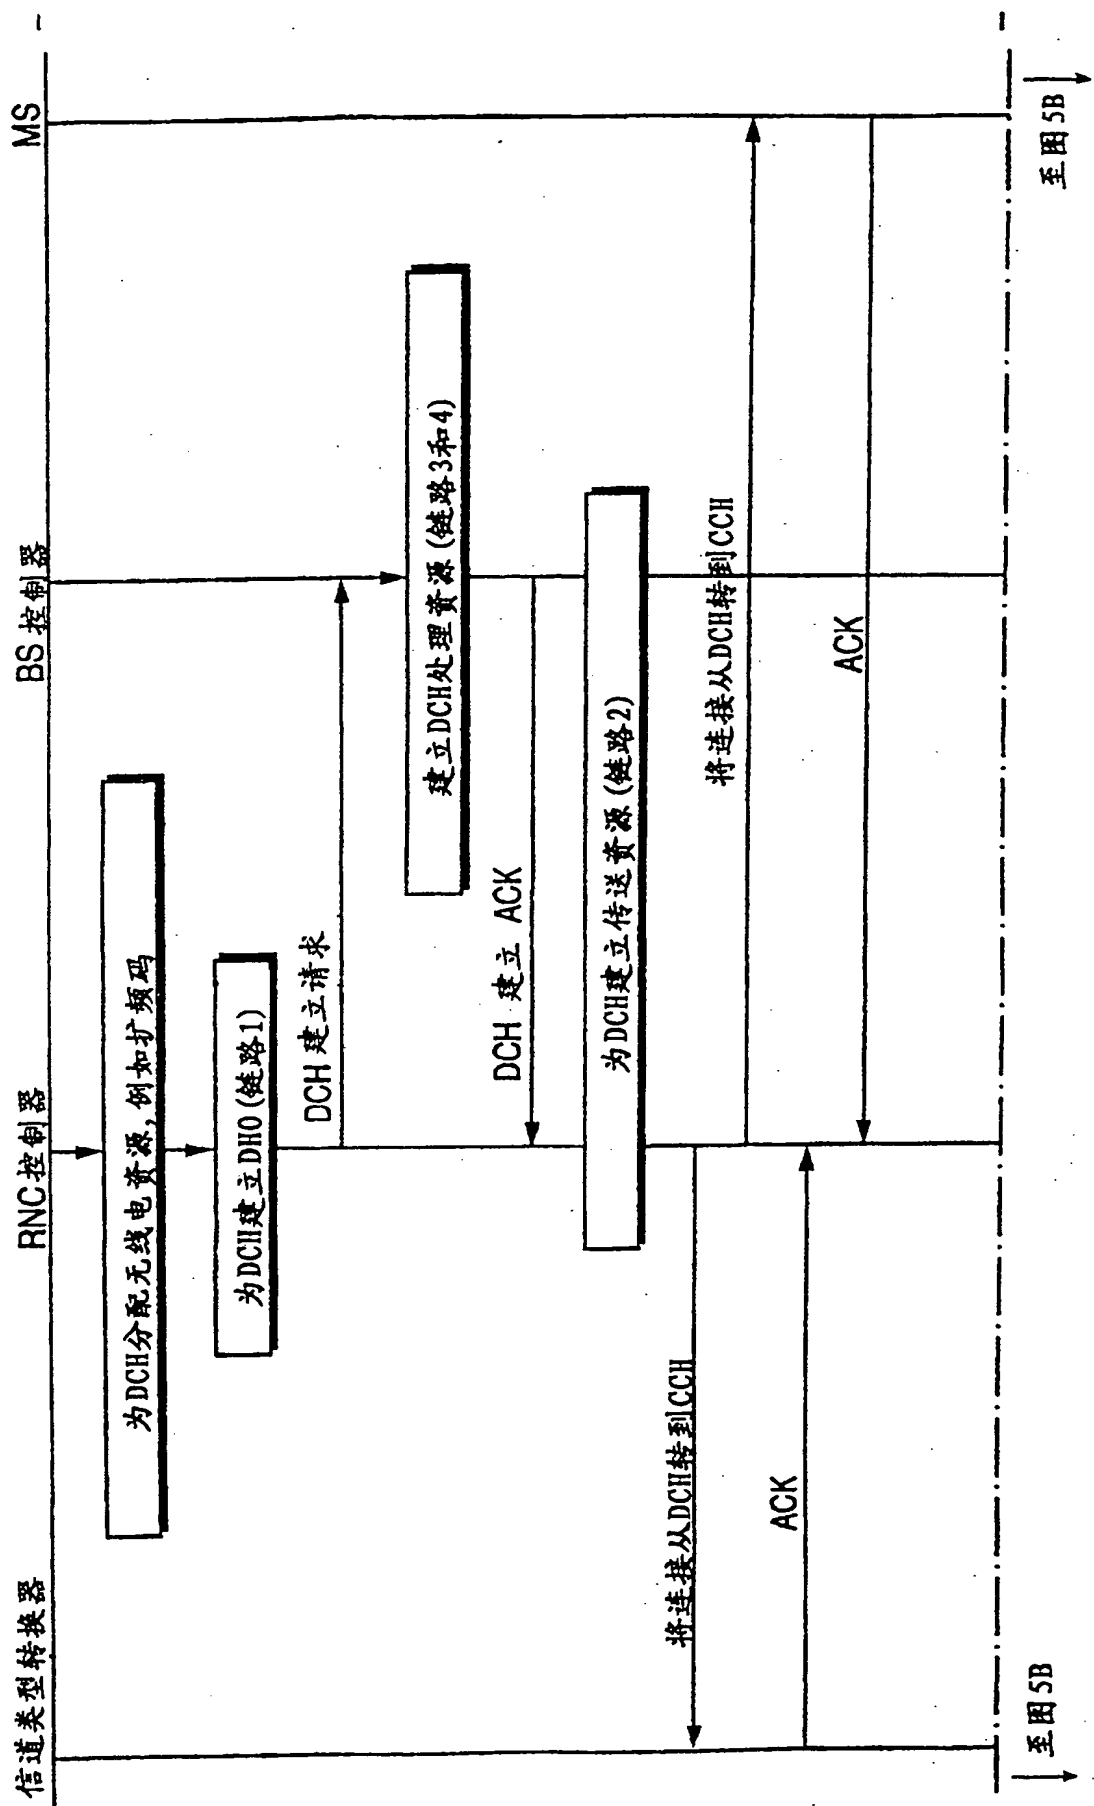 信道类型转换器
RNC控制器
BS控制器
MS
为DCH分配无线电资源,例如扩频码
为DCH建立DHO(链路1)
DCH 建立请求
建立DCH处理资源(链路3和4)
DCH 建立 ACK
为DCH建立传送资源(链路2)
将连接从DCH转到CCH
将连接从DCH转到CCH
ACK
ACK
至图5B
至图5B